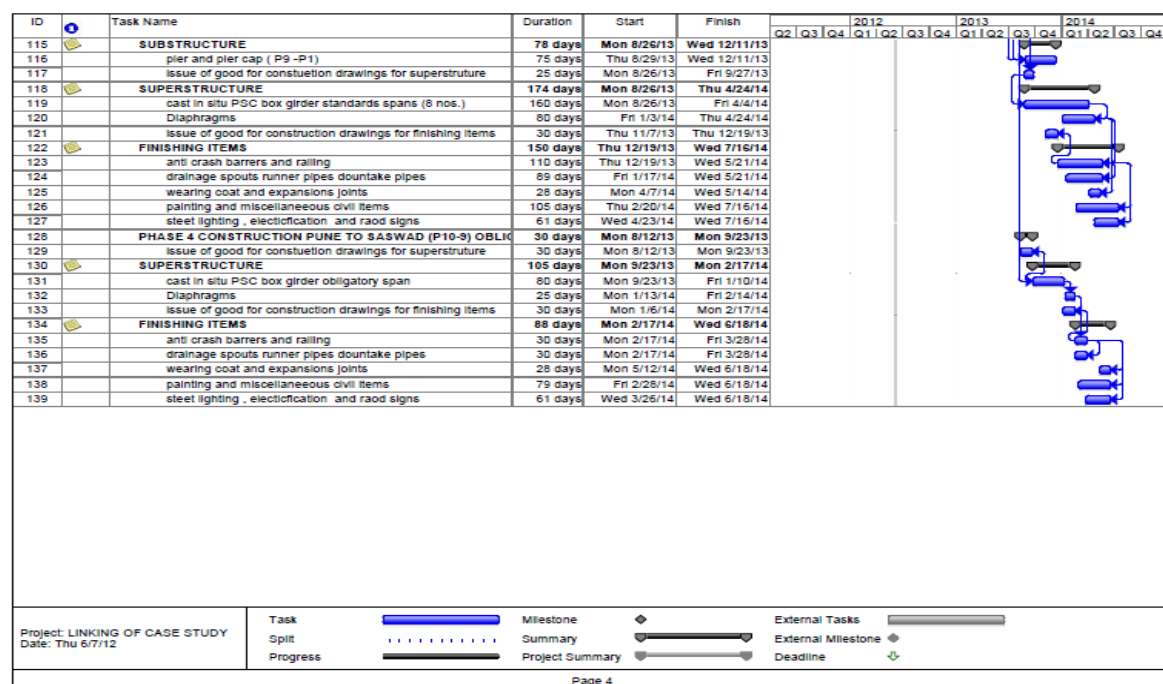 ID Task Name Duration Start Finish 2012 2013 2014
Q2 Q3 Q4 Q1 Q2 Q3 Q4 Q1 Q2 Q3 Q4 Q1 Q2 Q3 Q4
115 SUBSTRUCTURE 78 days Mon 8/26/13 Wed 12/11/13
116 pier and pier cap ( P9 -P1) 75 days Thu 8/29/13 Wed 12/11/13
117 issue of good for constuetion drawings for superstruture 25 days Mon 8/26/13 Fri 9/27/13
118 SUPERSTRUCTURE 174 days Mon 8/26/13 Thu 4/24/14
119 cast in situ PSC box girder standards spans (8 nos.) 160 days Mon 8/26/13 Fri 4/4/14
120 Diaphragms 80 days Fri 1/3/14 Thu 4/24/14
121 issue of good for construction drawings for finishing items 30 days Thu 11/7/13 Thu 12/19/13
122 FINISHING ITEMS 150 days Thu 12/19/13 Wed 7/16/14
123 anti crash barrers and railing 110 days Thu 12/19/13 Wed 5/21/14
124 drainage spouts runner pipes dountake pipes 89 days Fri 1/17/14 Wed 5/21/14
125 wearing coat and expansions joints 28 days Mon 4/7/14 Wed 5/14/14
126 painting and miscellaneeous civil items 105 days Thu 2/20/14 Wed 7/16/14
127 steet lighting , electicfication and raod signs 61 days Wed 4/23/14 Wed 7/16/14
128 PHASE 4 CONSTRUCTION PUNE TO SASWAD (P10-9) OBLIG 30 days Mon 8/12/13 Mon 9/23/13
129 issue of good for constietion drawings for superstruture 30 days Mon 8/12/13 Mon 9/23/13
130 SUPERSTRUCTURE 105 days Mon 9/23/13 Mon 2/17/14
131 cast in situ PSC box girder obligatory span 80 days Mon 9/23/13 Fri 1/10/14
132 Diaphragms 25 days Mon 1/13/14 Fri 2/14/14
133 issue of good for construction drawings for finishing items 30 days Mon 1/6/14 Mon 2/17/14
134 FINISHING ITEMS 88 days Mon 2/17/14 Wed 6/18/14
135 anti crash barrers and railing 30 days Mon 2/17/14 Fri 3/28/14
136 drainage spouts runner pipes dountake pipes 30 days Mon 2/17/14 Fri 3/28/14
137 wearing coat and expansions joints 28 days Mon 5/12/14 Wed 6/18/14
138 painting and miscellaneeous civil items 79 days Fri 2/28/14 Wed 6/18/14
139 steet lighting , electicfication and raod signs 61 days Wed 3/26/14 Wed 6/18/14
Project: LINKING OF CASE STUDY
Date: Thu 6/7/12
Task Milestone External Tasks
Split Summary External Milestone
Progress Project Summary Deadline
Page 4